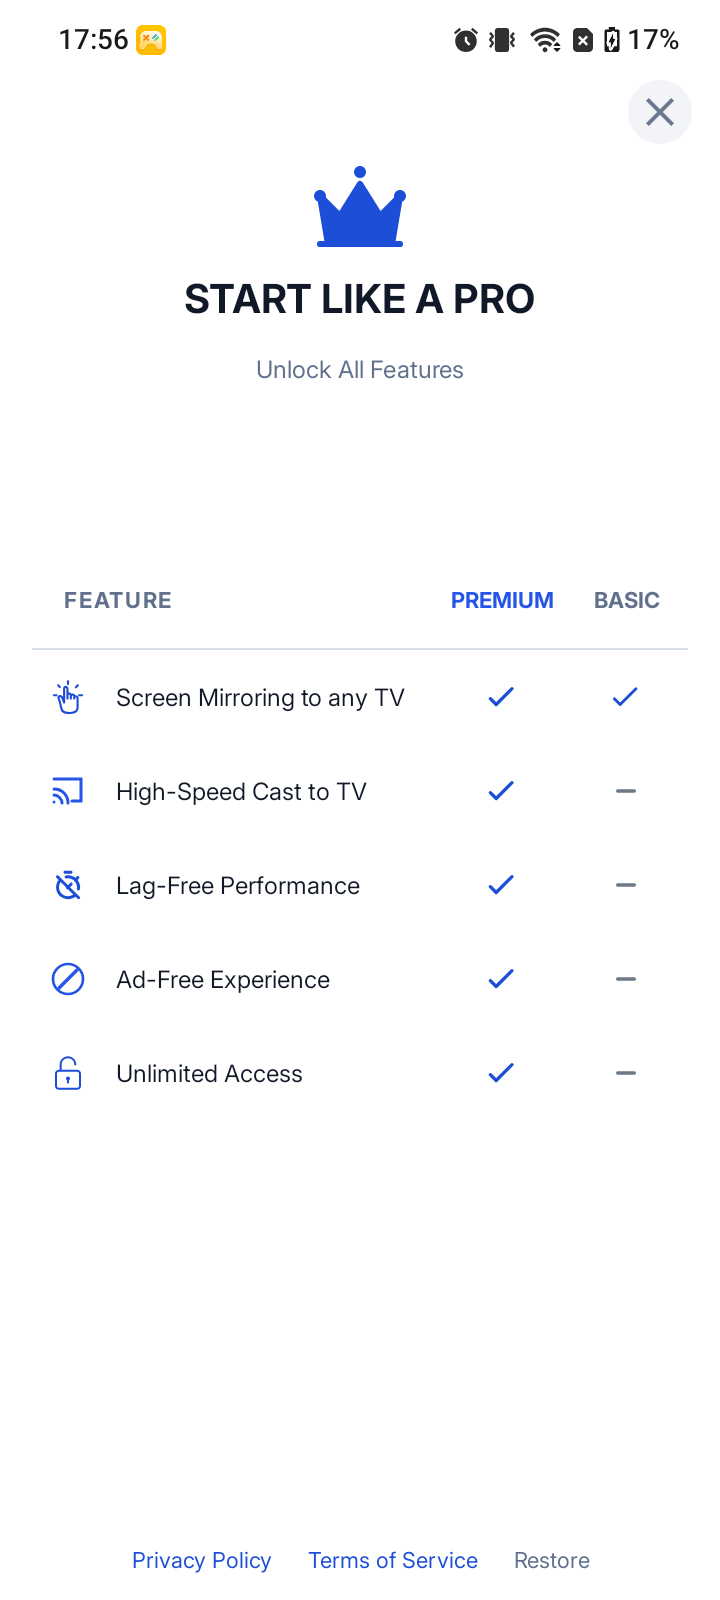 17:56 17%
START LIKE A PRO
Unlock All Features
FEATURE PREMIUM BASIC
Screen Mirroring to any TV
High-Speed Cast to TV
Lag-Free Performance
Ad-Free Experience
Unlimited Access
Privacy Policy Terms of Service Restore